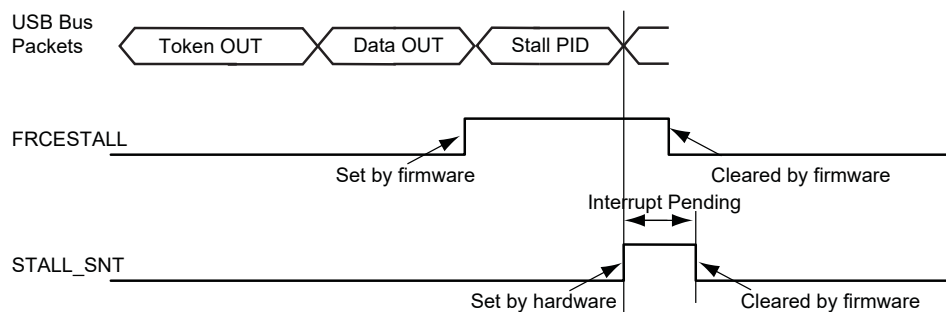 USB Bus
Packets
Token OUT
Data OUT
Stall PID
FRCESTALL
Set by firmware
Cleared by firmware
Interrupt Pending
STALL_SNT
Set by hardware
Cleared by firmware